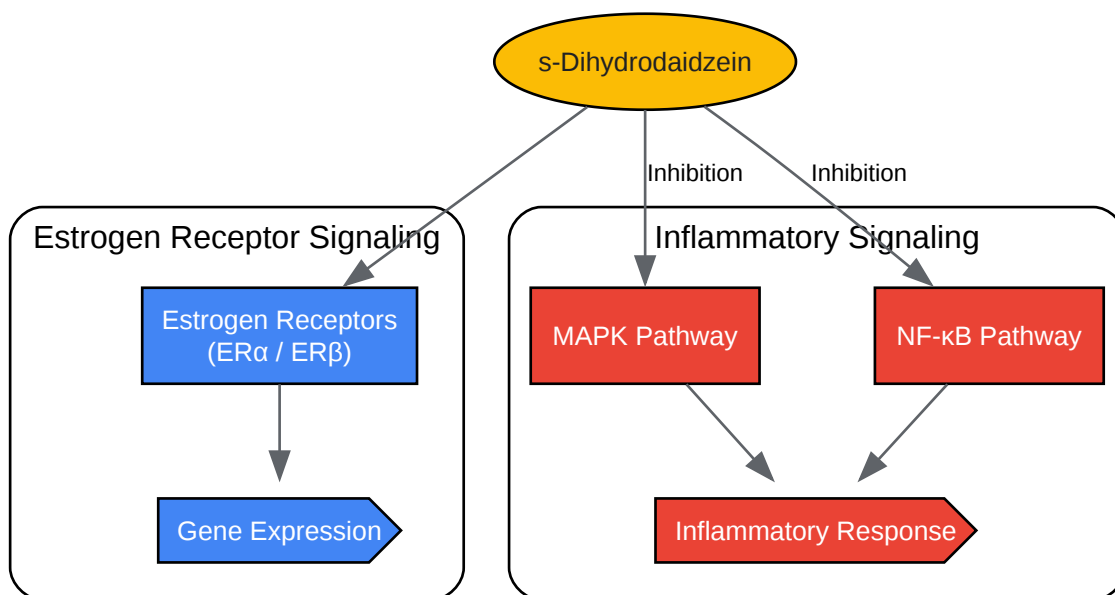 s-Dihydrodaidzein
Inhibition
Inhibition
Estrogen Receptor Signaling
Inflammatory Signaling
Estrogen Receptors
(ERα / ERβ)
MAPK Pathway
NF-κB Pathway
Gene Expression
Inflammatory Response